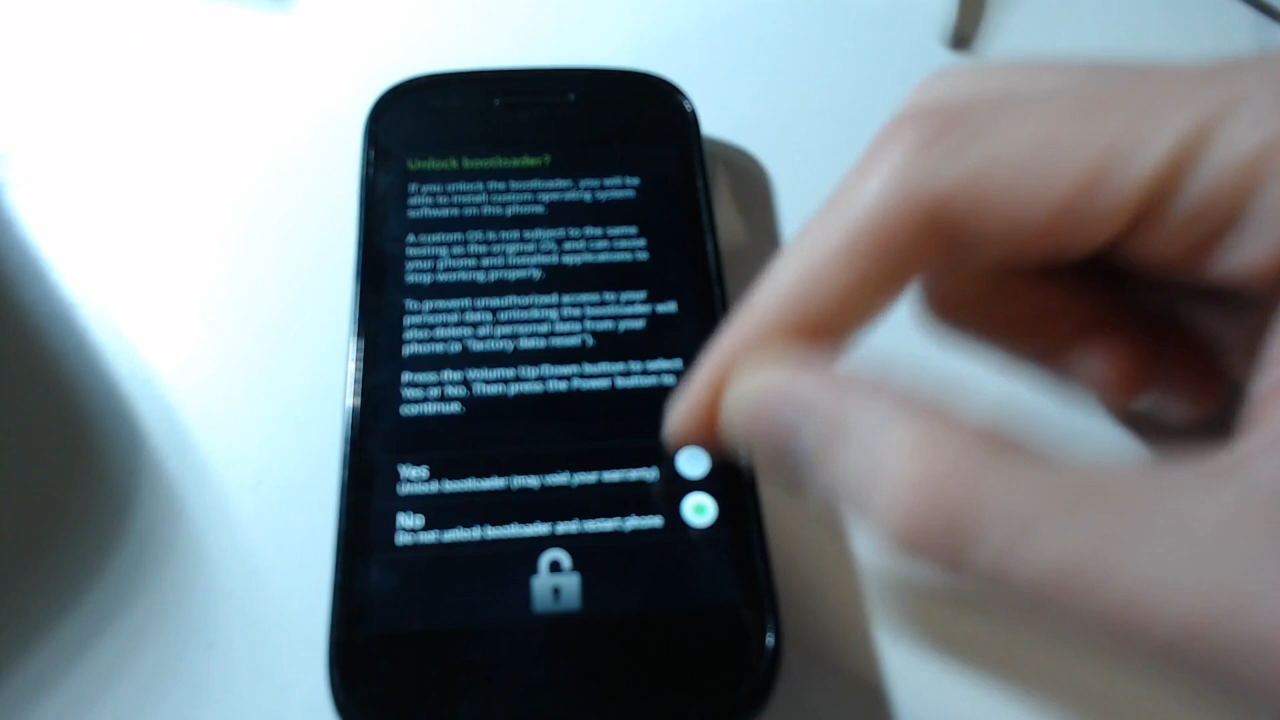 Unlock bootloader?
If you unlock the bootloader, you will be
able to install custom operating system
software on this phone.
A custom OS is not subject to the same
testing as the original OS, and can cause
your phone and installed applications to
stop working properly.
To prevent unauthorized access to your
personal data, unlocking the bootloader will
also delete all personal data from your
phone (a "factory data reset").
Press the Volume Up/Down buttons to select
Yes or No. Then press the Power button to
continue.
Yes
Unlock bootloader (may void your warranty)
No
Do not unlock bootloader and restart phone